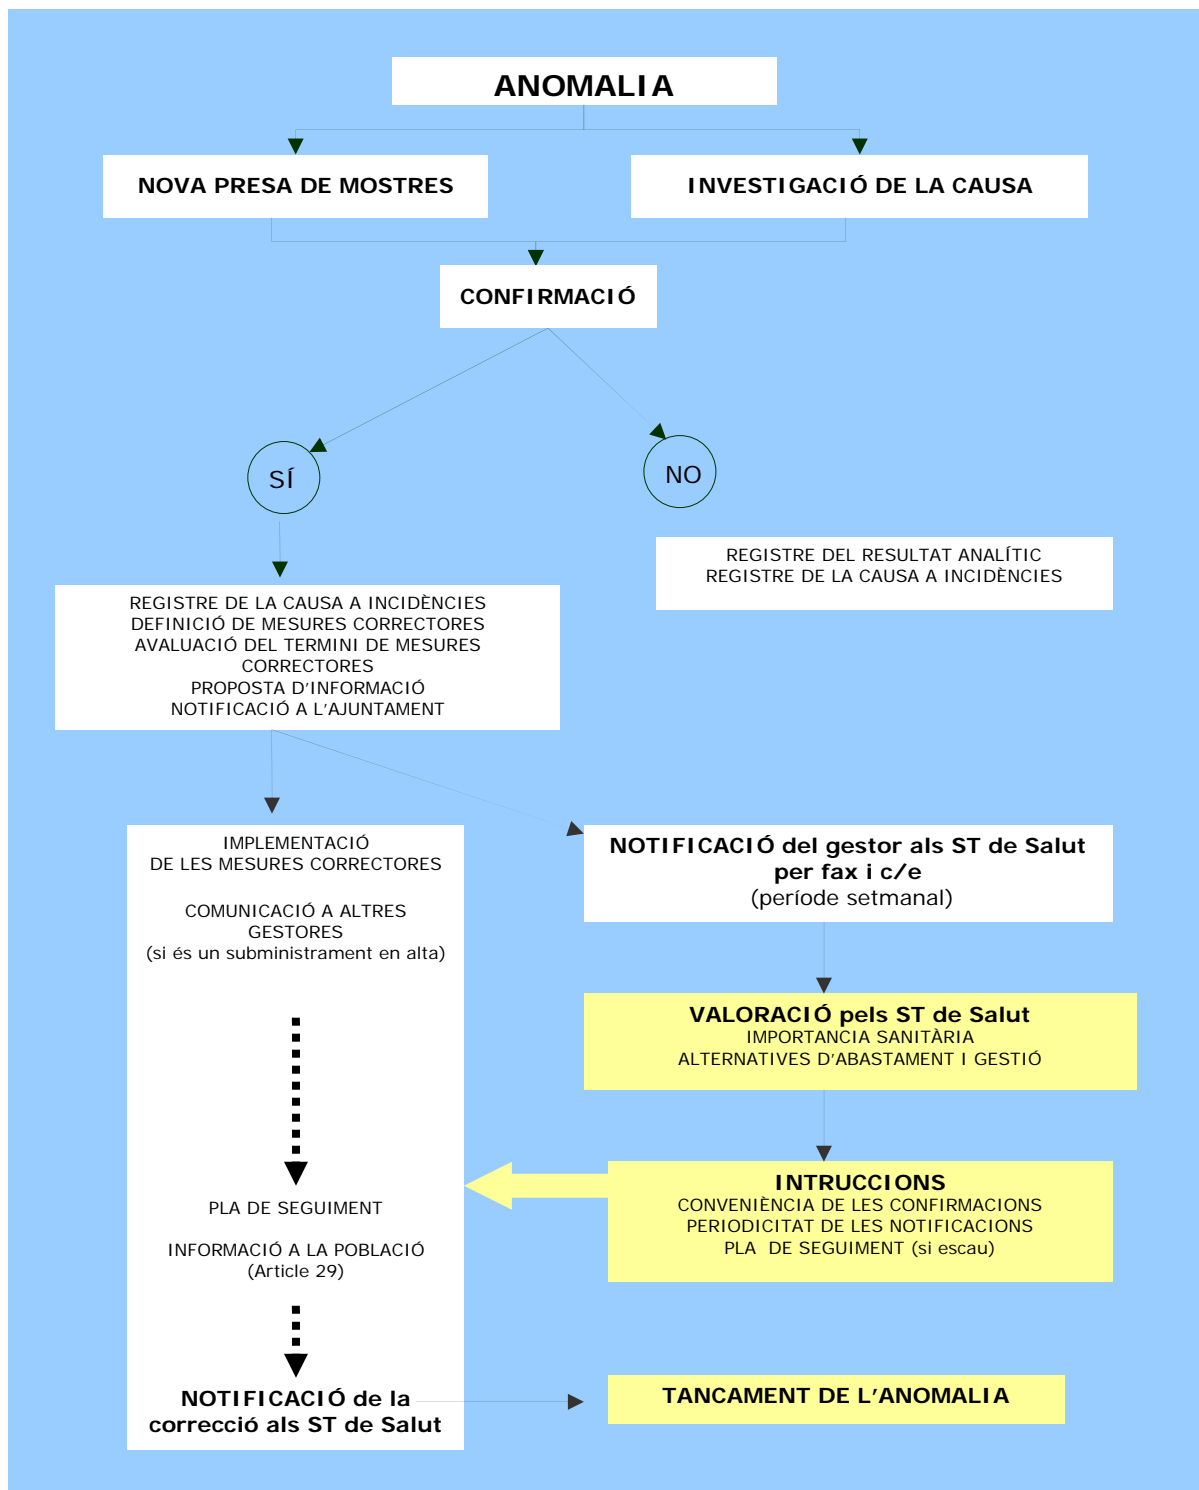 ANOMALIA
NOVA PRESA DE MOSTRES
INVESTIGACIÓ DE LA CAUSA
CONFIRMACIÓ
SÍ
NO
REGISTRE DEL RESULTAT ANALÍTIC
REGISTRE DE LA CAUSA A INCIDÈNCIES
REGISTRE DE LA CAUSA A INCIDÈNCIES
DEFINICIÓ DE MESURES CORRECTORES
AVALUACIÓ DEL TERMINI DE MESURES
CORRECTORES
PROPOSTA D'INFORMACIÓ
NOTIFICACIÓ A L'AJUNTAMENT
IMPLEMENTACIÓ
DE LES MESURES CORRECTORES
COMUNICACIÓ A ALTRES
GESTORES
(si és un subministrament en alta)
NOTIFICACIÓ del gestor als ST de Salut
per fax i c/e
(període setmanal)
VALORACIÓ pels ST de Salut
IMPORTANCIA SANITÀRIA
ALTERNATIVES D'ABASTAMENT I GESTIÓ
INTRUCCIONS
CONVENIÈNCIA DE LES CONFIRMACIONS
PERIODICITAT DE LES NOTIFICACIONS
PLA DE SEGUIMENT (si escau)
PLA DE SEGUIMENT
INFORMACIÓ A LA POBLACIÓ
(Article 29)
NOTIFICACIÓ de la
correcció als ST de Salut
TANCAMENT DE L'ANOMALIA